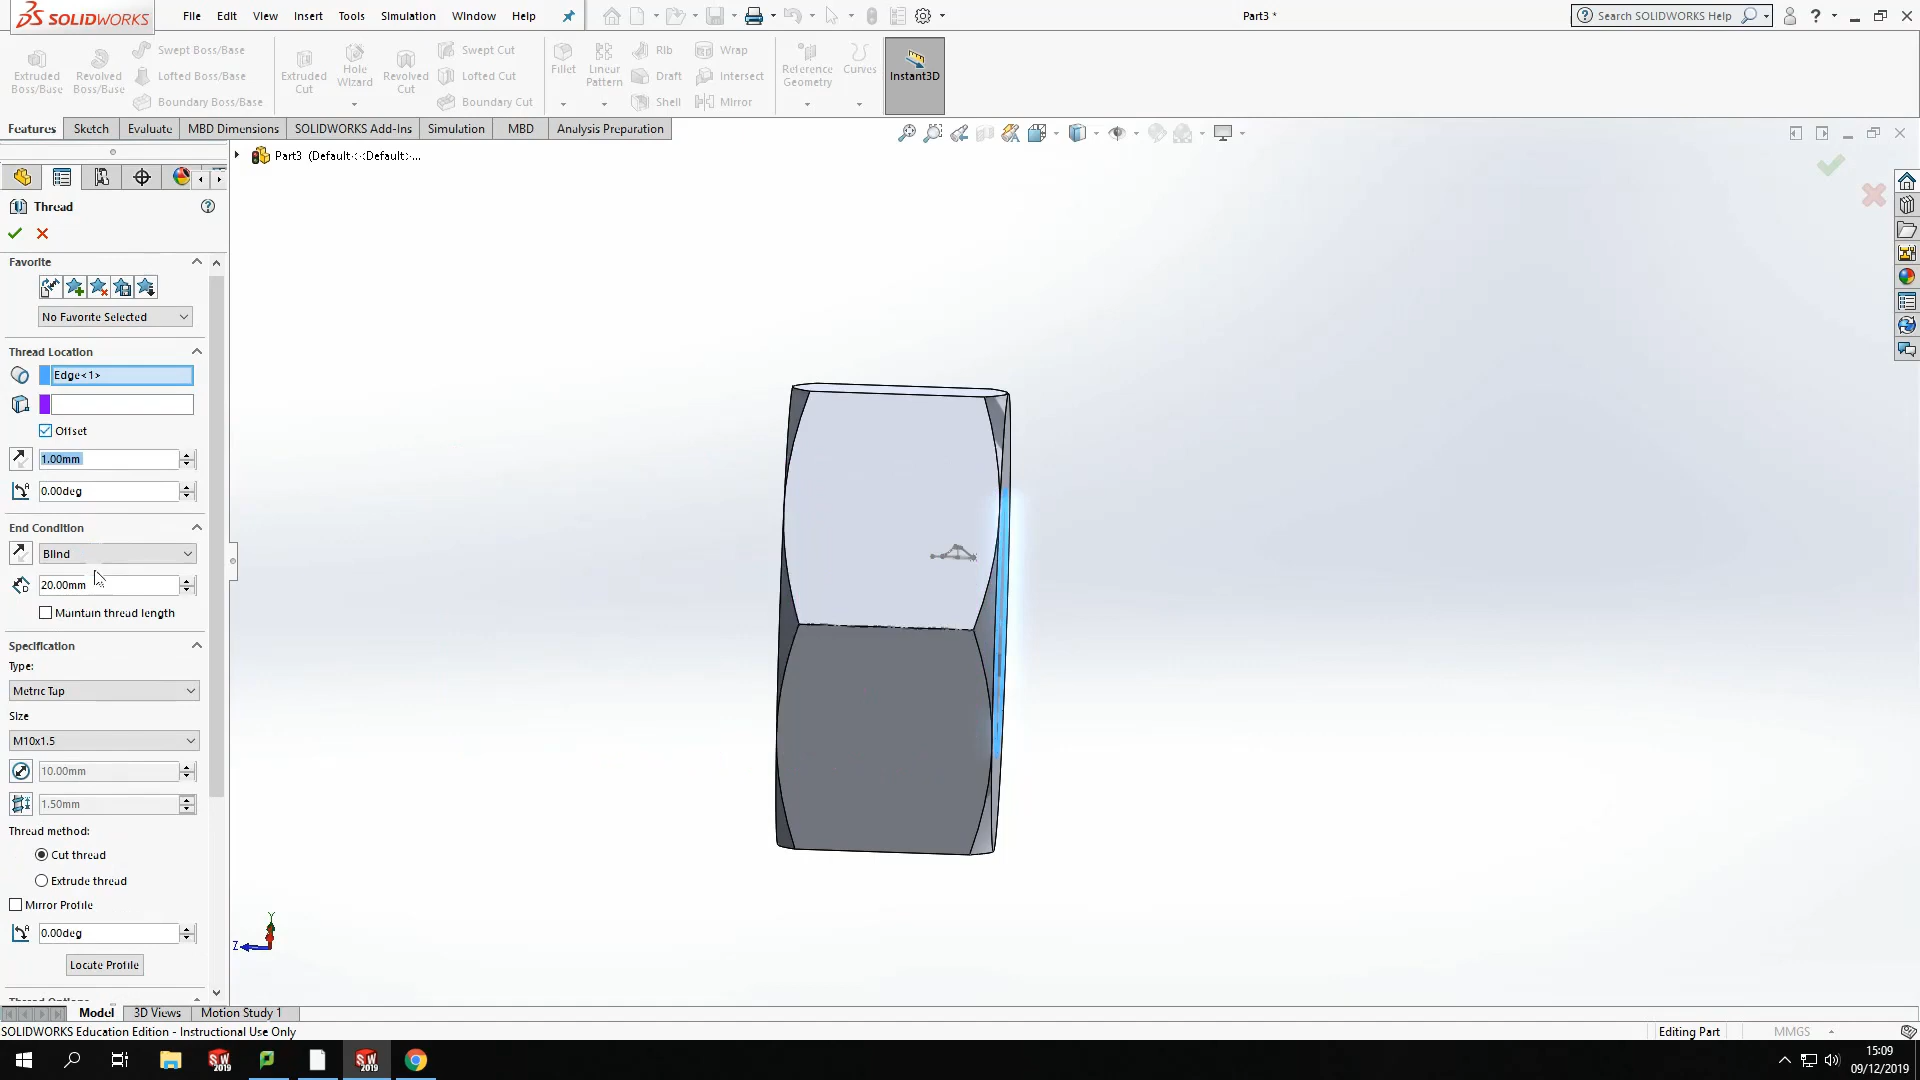 SOLIDWORKS
File Edit View Insert Tools Simulation Window Help
Part3 *
Search SOLIDWORKS Help
Extruded Boss/Base
Revolved Boss/Base
Swept Boss/Base
Lofted Boss/Base
Boundary Boss/Base
Extruded Cut
Hole Wizard
Revolved Cut
Swept Cut
Lofted Cut
Boundary Cut
Fillet
Linear Pattern
Rib
Draft
Shell
Wrap
Intersect
Mirror
Reference Geometry
Curves
Instant3D
Features Sketch Evaluate MBD Dimensions SOLIDWORKS Add-Ins Simulation MBD Analysis Preparation
Part3 (Default<<Default>...
Thread
Favorite
No Favorite Selected
Thread Location
Edge<1>
Offset
1.00mm
0.00deg
End Condition
Blind
20.00mm
Maintain thread length
Specification
Type:
Metric Tap
Size
M10x1.5
10.00mm
1.50mm
Thread method:
Cut thread
Extrude thread
Mirror Profile
0.00deg
Locate Profile
Thread Options
Y
Z
Model 3D Views Motion Study 1
SOLIDWORKS Education Edition - Instructional Use Only
Editing Part
MMGS
SW 2019
SW 2019
15:09
09/12/2019